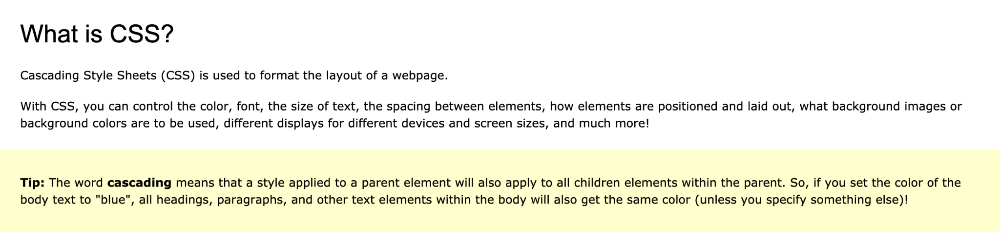 What is CSS?
Cascading Style Sheets (CSS) is used to format the layout of a webpage.
With CSS, you can control the color, font, the size of text, the spacing between elements, how elements are positioned and laid out, what background images or
background colors are to be used, different displays for different devices and screen sizes, and much more!
Tip: The word cascading means that a style applied to a parent element will also apply to all children elements within the parent. So, if you set the color of the
body text to "blue", all headings, paragraphs, and other text elements within the body will also get the same color (unless you specify something else)!